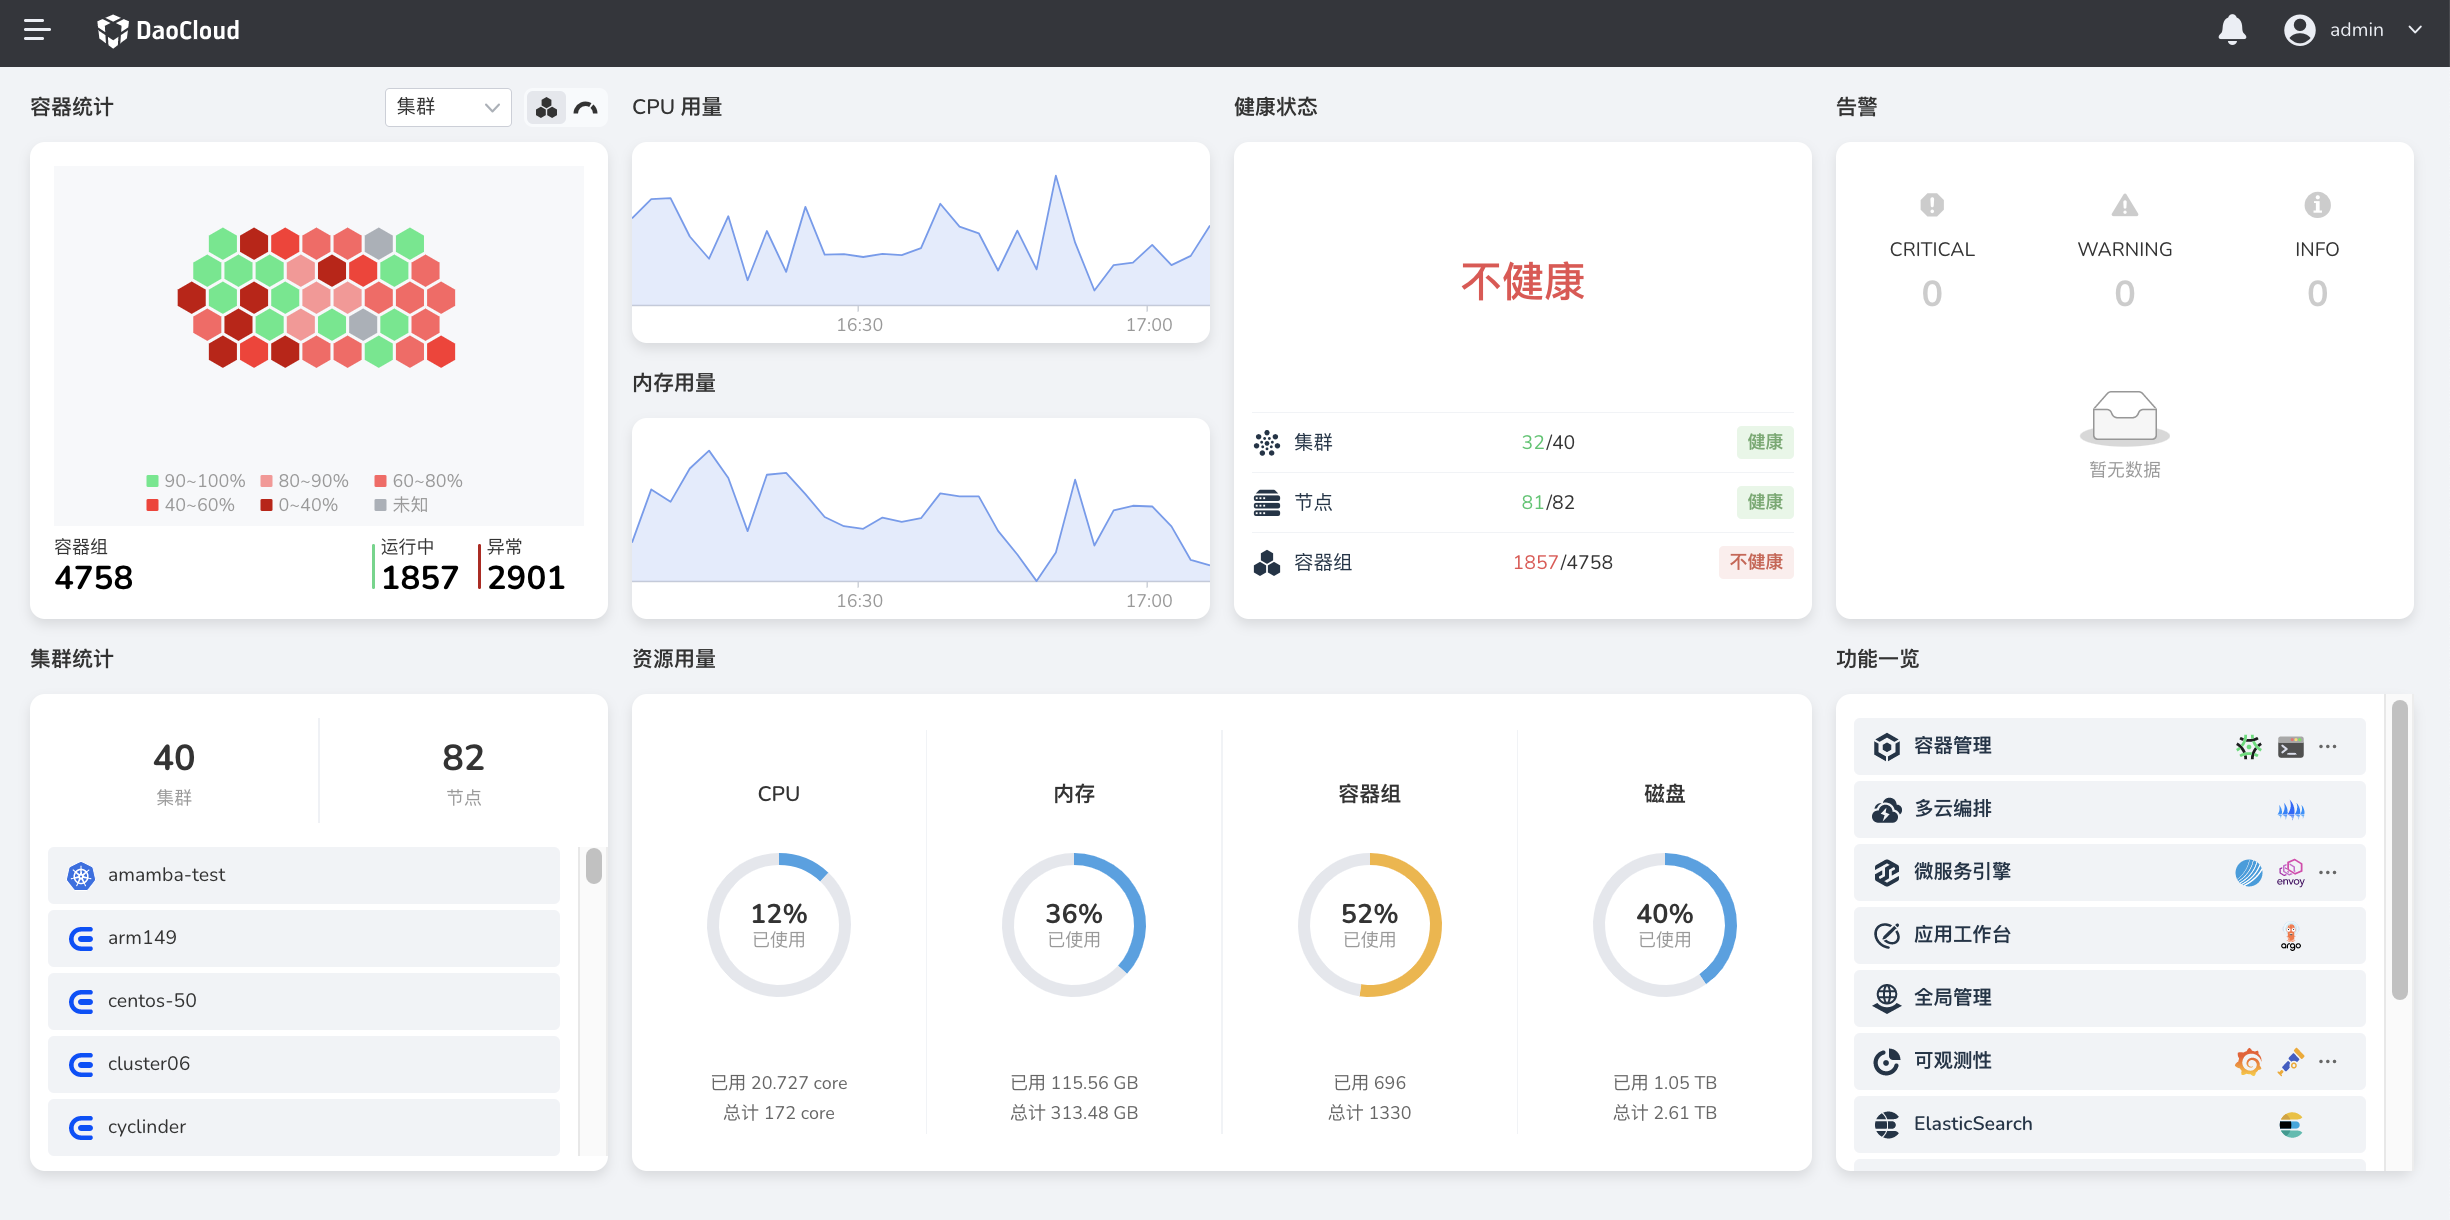 DaoCloud
admin
容器统计
集群
90~100%
80~90%
60~80%
40~60%
0~40%
未知
容器组
4758
运行中
1857
异常
2901
CPU 用量
16:30
17:00
内存用量
16:30
17:00
健康状态
不健康
集群 32/40 健康
节点 81/82 健康
容器组 1857/4758 不健康
告警
CRITICAL
0
WARNING
0
INFO
0
暂无数据
集群统计
40
集群
82
节点
amamba-test
arm149
centos-50
cluster06
cyclinder
资源用量
CPU
12%
已使用
已用 20.727 core
总计 172 core
内存
36%
已使用
已用 115.56 GB
总计 313.48 GB
容器组
52%
已使用
已用 696
总计 1330
磁盘
40%
已使用
已用 1.05 TB
总计 2.61 TB
功能一览
容器管理
多云编排
微服务引擎
envoy
应用工作台
argo
全局管理
可观测性
ElasticSearch